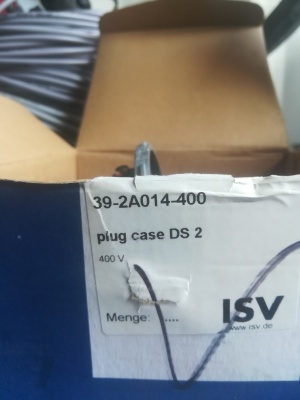 39-2A014-400
plug case DS 2
400 V
Menge: ....
ISV
www.isv.de